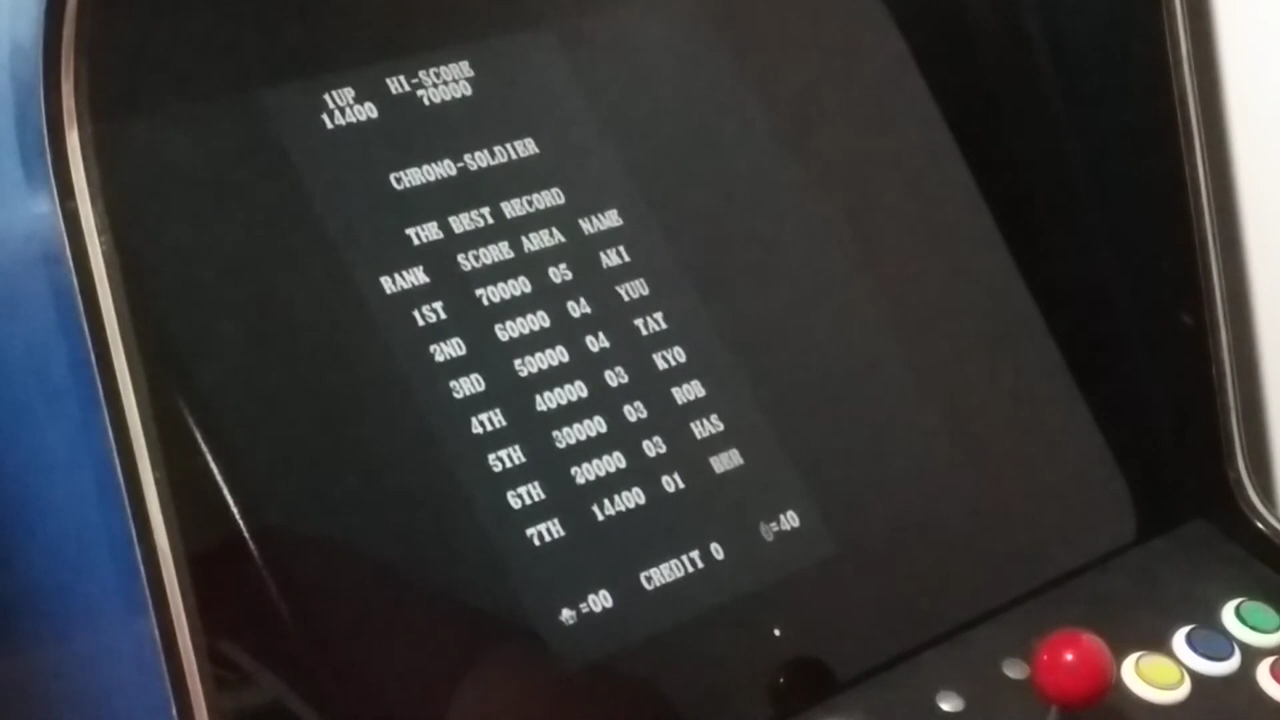 1UP HI-SCORE
14400 70000
CHRONO-SOLDIER
THE BEST RECORD
RANK SCORE AREA NAME
1ST 70000 05 AKI
2ND 60000 04 YUU
3RD 50000 04 TAT
4TH 40000 03 KYO
5TH 30000 03 ROB
6TH 20000 03 HAS
7TH 14400 01 BER
=00 CREDIT 0 =40